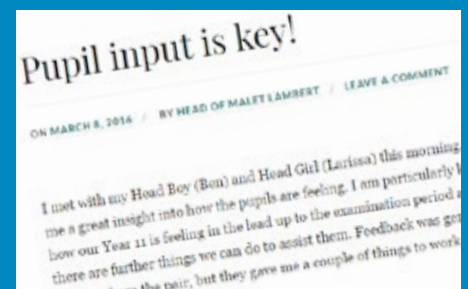 Pupil input is key!
ON MARCH 8, 2016 / BY HEAD OF MALET LAMBERT / LEAVE A COMMENT
I met with my Head Boy (Ben) and Head Girl (Larissa) this morning
me a great insight into how the pupils are feeling. I am particularly
how our Year 11 is feeling in the lead up to the examination period
there are further things we can do to assist them. Feedback was
the pair, but they gave me a couple of things to work